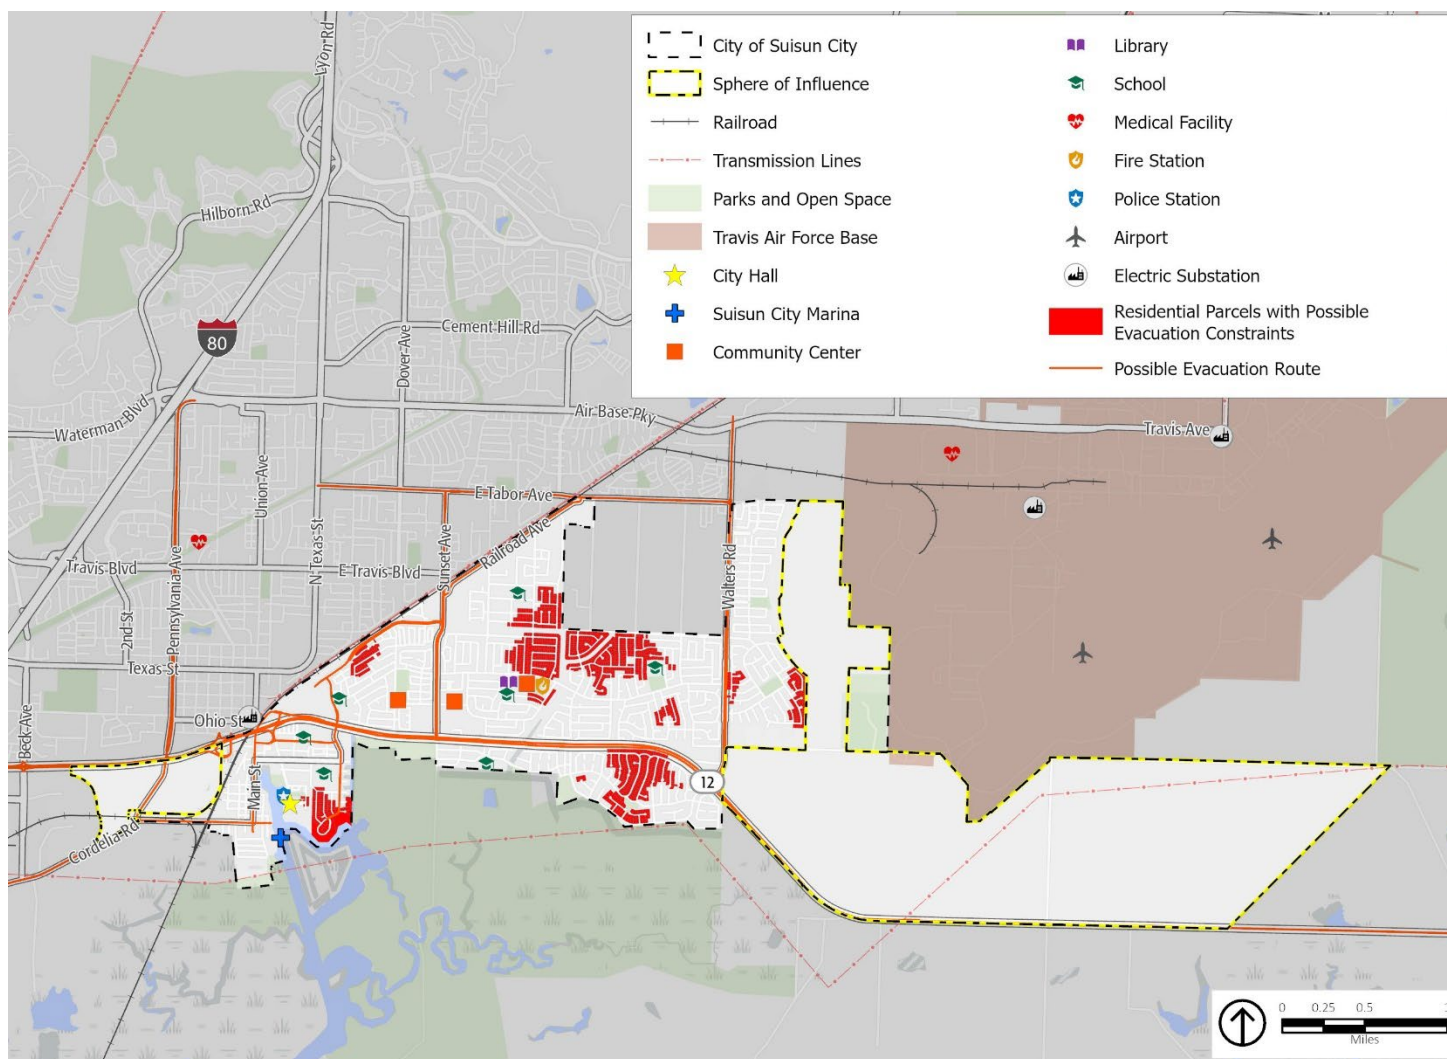 City of Suisun City
Sphere of Influence
Railroad
Transmission Lines
Parks and Open Space
Travis Air Force Base
City Hall
Suisun City Marina
Community Center
Library
School
Medical Facility
Fire Station
Police Station
Airport
Electric Substation
Residential Parcels with Possible
Evacuation Constraints
Possible Evacuation Route
Lyon Rd
Hilborn Rd
80
Dover Ave
Cement Hill Rd
Waterman Blvd
Air Base Pky
Travis Ave
Union Ave
N Texas St
E Tabor Ave
Sunset Ave
Railroad Ave
Walters Rd
Travis Blvd
E Travis Blvd
2nd St
Pennsylvania Ave
Texas St
Beck Ave
Ohio St
Main St
12
Cordelia Rd
0 0.25 0.5
Miles